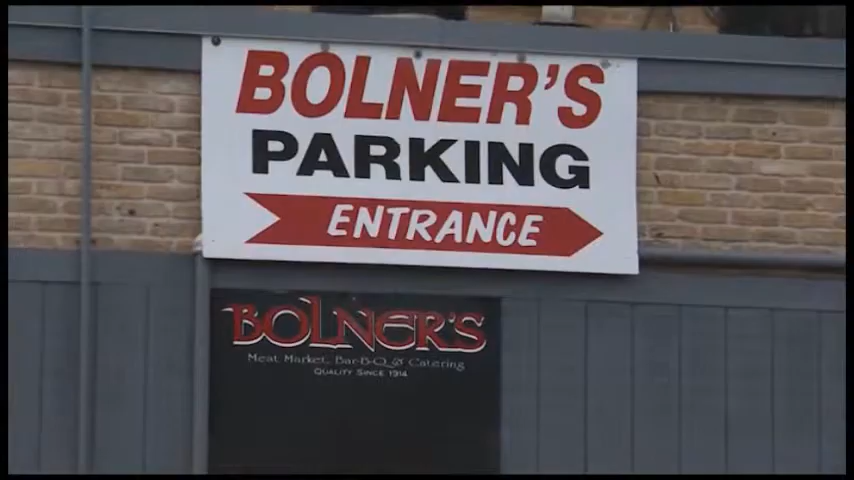 BOLNER'S
PARKING
ENTRANCE
BOLNER'S
Meat Market, Bar-B-Q & Catering
QUALITY SINCE 1914